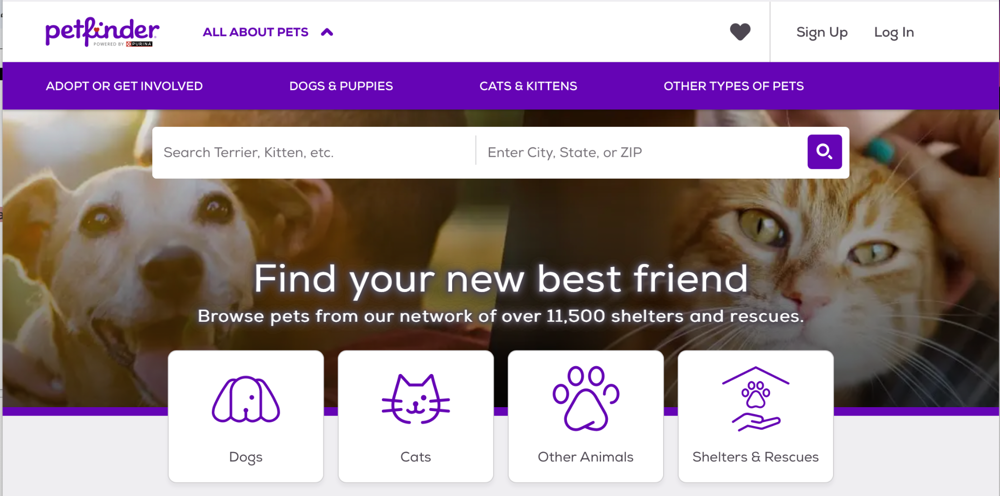 petfinder
POWERED BY PURINA
ALL ABOUT PETS
Sign Up
Log In
ADOPT OR GET INVOLVED
DOGS & PUPPIES
CATS & KITTENS
OTHER TYPES OF PETS
Search Terrier, Kitten, etc.
Enter City, State, or ZIP
Find your new best friend
Browse pets from our network of over 11,500 shelters and rescues.
Dogs
Cats
Other Animals
Shelters & Rescues